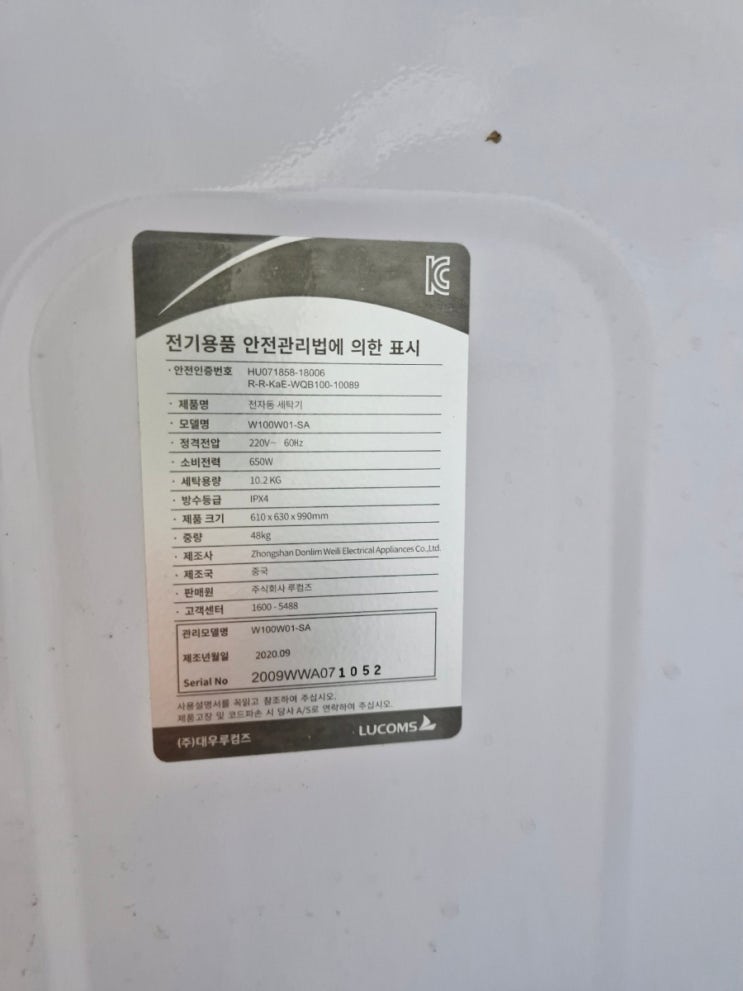 KC
전기용품 안전관리법에 의한 표시
· 안전인증번호 HU071858-18006
R-R-KaE-WQB100-10089
· 제품명 전자동 세탁기
· 모델명 W100W01-SA
· 정격전압 220V~ 60Hz
· 소비전력 650W
· 세탁용량 10.2 KG
· 방수등급 IPX4
· 제품 크기 610 x 630 x 990mm
· 중량 48kg
· 제조사 Zhongshan Donlim Weili Electrical Appliances Co.,Ltd.
· 제조국 중국
· 판매원 주식회사 루컴즈
· 고객센터 1600 - 5488
관리모델명 W100W01-SA
제조년월일 2020.09
Serial No 2009WWA071052
사용설명서를 꼭읽고 참조하여 주십시오.
제품고장 및 코드파손 시 당사 A/S로 연락하여 주십시오.
(주)대우루컴즈 LUCOMS